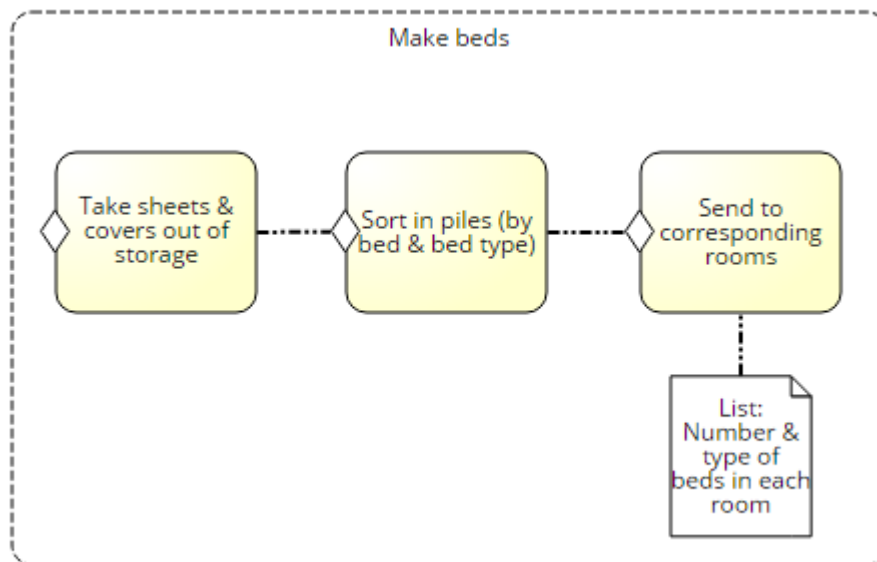 Make beds
Take sheets &
covers out of
storage
Sort in piles (by
bed & bed type)
Send to
corresponding
rooms
List:
Number &
type of
beds in each
room